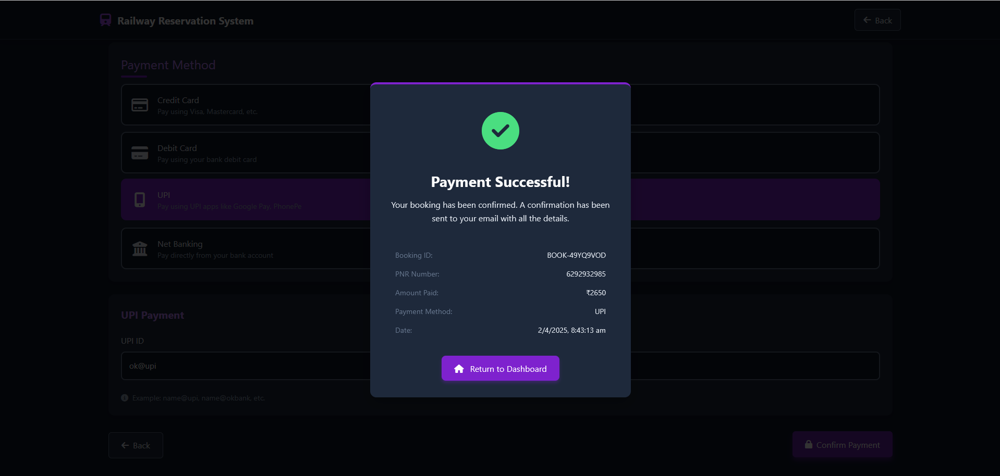 Railway Reservation System
Back
Payment Method
Credit Card
Pay using Visa, Mastercard, etc.
Debit Card
Pay using your bank debit card
UPI
Pay using UPI apps like Google Pay, PhonePe
Net Banking
Pay directly from your bank account
UPI Payment
UPI ID
ok@upi
Example: name@upi, name@okbank, etc.
Back
Confirm Payment
Payment Successful!
Your booking has been confirmed. A confirmation has been
sent to your email with all the details.
Booking ID: BOOK-49YQ9VOD
PNR Number: 6292932985
Amount Paid: ₹2650
Payment Method: UPI
Date: 2/4/2025, 8:43:13 am
Return to Dashboard